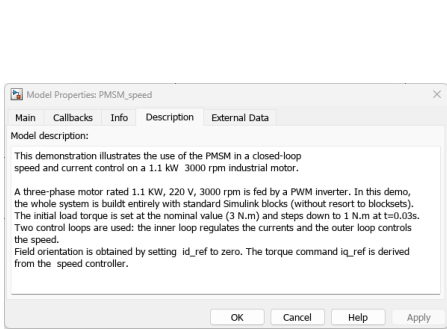 Model Properties: PMSM_speed
Main Callbacks Info Description External Data
Model description:
This demonstration illustrates the use of the PMSM in a closed-loop
speed and current control on a 1.1 kW  3000 rpm industrial motor.
A three-phase motor rated 1.1 KW, 220 V, 3000 rpm is fed by a PWM inverter. In this demo,
the whole system is buildt entirely with standard Simulink blocks (without resort to blocksets).
The initial load torque is set at the nominal value (3 N.m) and steps down to 1 N.m at t=0.03s.
Two control loops are used: the inner loop regulates the currents and the outer loop controls
the speed.
Field orientation is obtained by setting  id_ref to zero. The torque command iq_ref is derived
from the  speed controller.
OK Cancel Help Apply